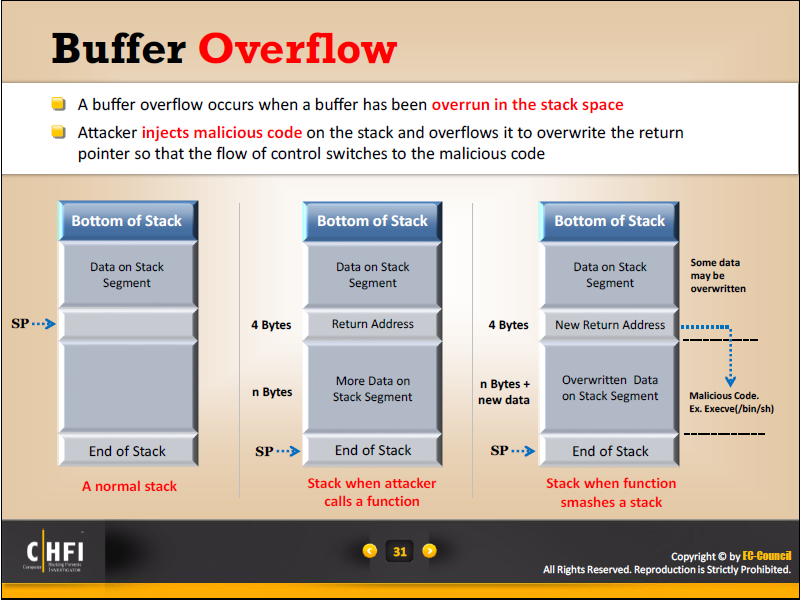 Buffer Overflow
A buffer overflow occurs when a buffer has been overrun in the stack space
Attacker injects malicious code on the stack and overflows it to overwrite the return
pointer so that the flow of control switches to the malicious code
Bottom of Stack
Data on Stack
Segment
SP
End of Stack
A normal stack
Bottom of Stack
Data on Stack
Segment
4 Bytes
Return Address
n Bytes
More Data on
Stack Segment
SP
End of Stack
Stack when attacker
calls a function
Bottom of Stack
Data on Stack
Segment
Some data
may be
overwritten
4 Bytes
New Return Address
n Bytes +
new data
Overwritten Data
on Stack Segment
Malicious Code.
Ex. Execve(/bin/sh)
SP
End of Stack
Stack when function
smashes a stack
CHFI
Computer Hacking Forensic
INVESTIGATOR
31
Copyright © by EC-Council
All Rights Reserved. Reproduction is Strictly Prohibited.